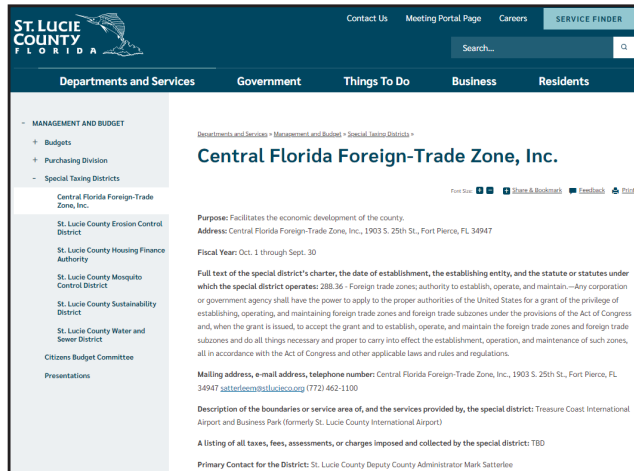 ST. LUCIE
COUNTY
FLORIDA
Contact Us Meeting Portal Page Careers SERVICE FINDER
Search...
Departments and Services Government Things To Do Business Residents
- MANAGEMENT AND BUDGET
+ Budgets
+ Purchasing Division
- Special Taxing Districts
Central Florida Foreign-Trade
Zone, Inc.
St. Lucie County Erosion Control
District
St. Lucie County Housing Finance
Authority
St. Lucie County Mosquito
Control District
St. Lucie County Sustainability
District
St. Lucie County Water and
Sewer District
Citizens Budget Committee
Presentations
Departments and Services » Management and Budget » Special Taxing Districts »
Central Florida Foreign-Trade Zone, Inc.
Font Size: + - + Share & Bookmark Feedback Print
Purpose: Facilitates the economic development of the county.
Address: Central Florida Foreign-Trade Zone, Inc., 1903 S. 25th St., Fort Pierce, FL 34947
Fiscal Year: Oct. 1 through Sept. 30
Full text of the special district's charter, the date of establishment, the establishing entity, and the statute or statutes under
which the special district operates: 288.36 - Foreign trade zones; authority to establish, operate, and maintain.—Any corporation
or government agency shall have the power to apply to the proper authorities of the United States for a grant of the privilege of
establishing, operating, and maintaining foreign trade zones and foreign trade subzones under the provisions of the Act of Congress
and, when the grant is issued, to accept the grant and to establish, operate, and maintain the foreign trade zones and foreign trade
subzones and do all things necessary and proper to carry into effect the establishment, operation, and maintenance of such zones,
all in accordance with the Act of Congress and other applicable laws and rules and regulations.
Mailing address, e-mail address, telephone number: Central Florida Foreign-Trade Zone, Inc., 1903 S. 25th St., Fort Pierce, FL
34947 satterleem@stlucieco.org (772) 462-1100
Description of the boundaries or service area of, and the services provided by, the special district: Treasure Coast International
Airport and Business Park (formerly St. Lucie County International
Airport)
A listing of all taxes, fees, assessments, or charges imposed and collected by the special district: TBD
Primary Contact for the District: St. Lucie County Deputy County Administrator Mark Satterlee